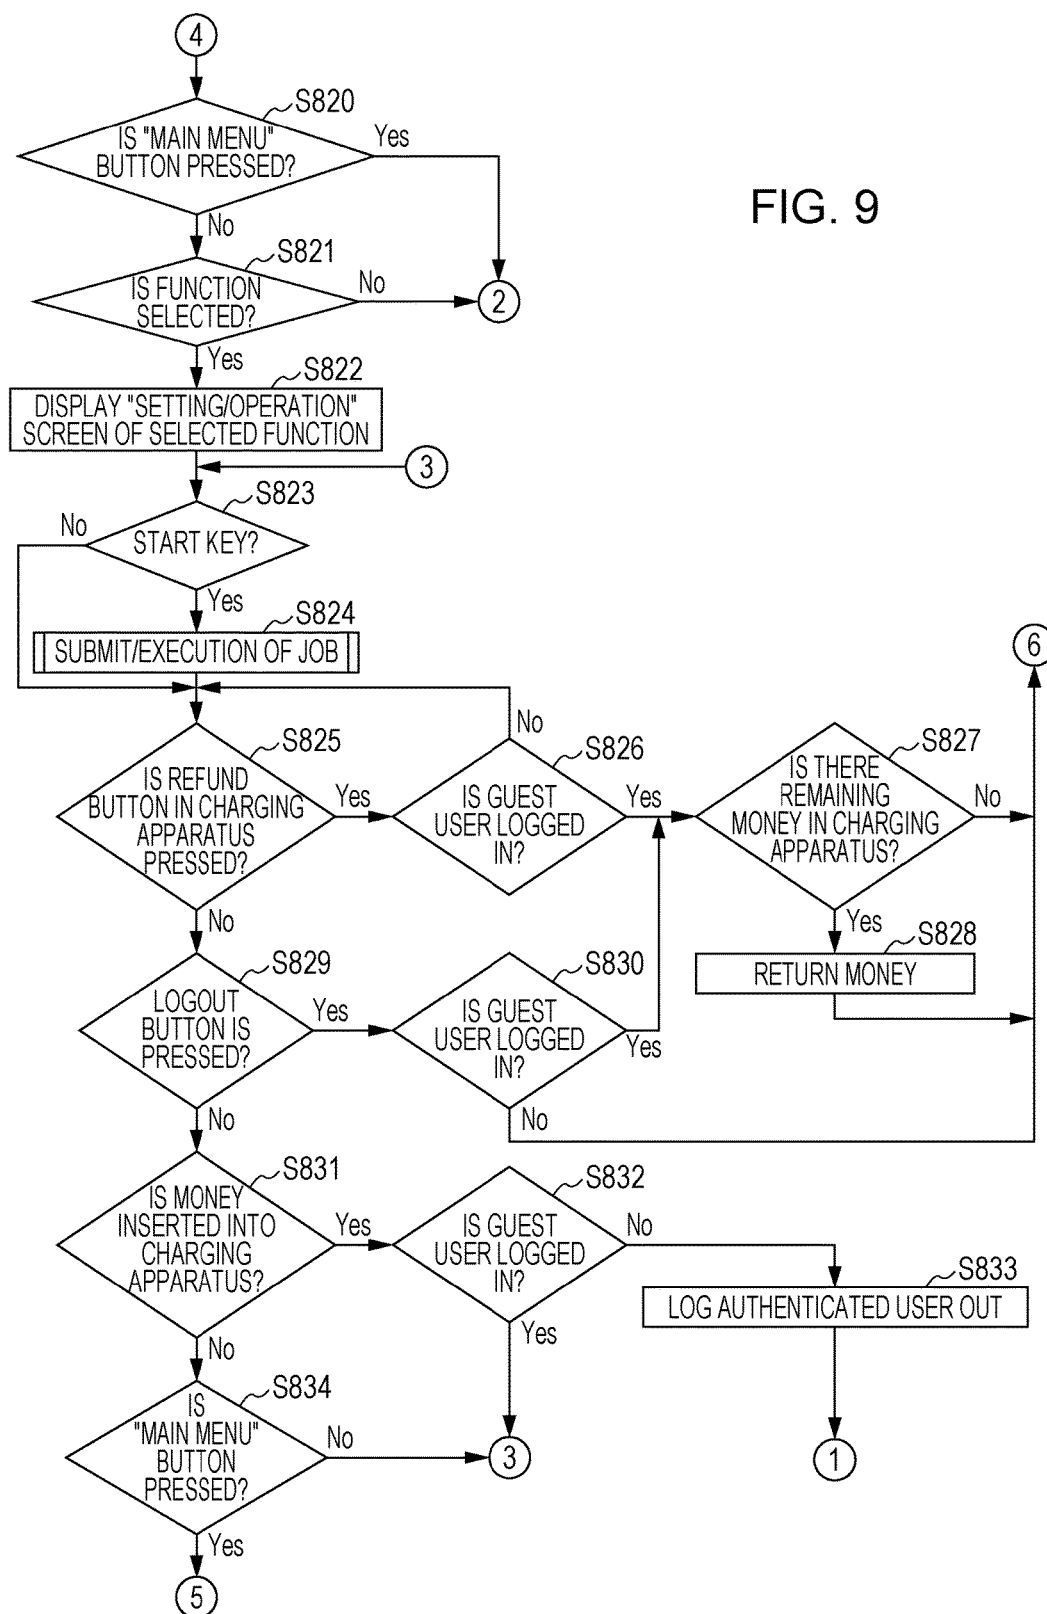 4
S820
IS "MAIN MENU"
BUTTON PRESSED?
Yes
No
FIG. 9
S821
IS FUNCTION
SELECTED?
No
2
Yes
S822
DISPLAY "SETTING/OPERATION"
SCREEN OF SELECTED FUNCTION
3
S823
No
START KEY?
Yes
S824
SUBMIT/EXECUTION OF JOB
6
S825
IS REFUND
BUTTON IN CHARGING
APPARATUS
PRESSED?
Yes
No
No
S826
IS GUEST
USER LOGGED
IN?
Yes
S827
IS THERE
REMAINING
MONEY IN CHARGING
APPARATUS?
No
Yes
S828
RETURN MONEY
S829
LOGOUT
BUTTON IS
PRESSED?
Yes
No
S830
IS GUEST
USER LOGGED
IN?
Yes
No
S831
IS MONEY
INSERTED INTO
CHARGING
APPARATUS?
Yes
No
S832
IS GUEST
USER LOGGED
IN?
No
Yes
S833
LOG AUTHENTICATED USER OUT
S834
IS
"MAIN MENU"
BUTTON
PRESSED?
No
3
1
Yes
5